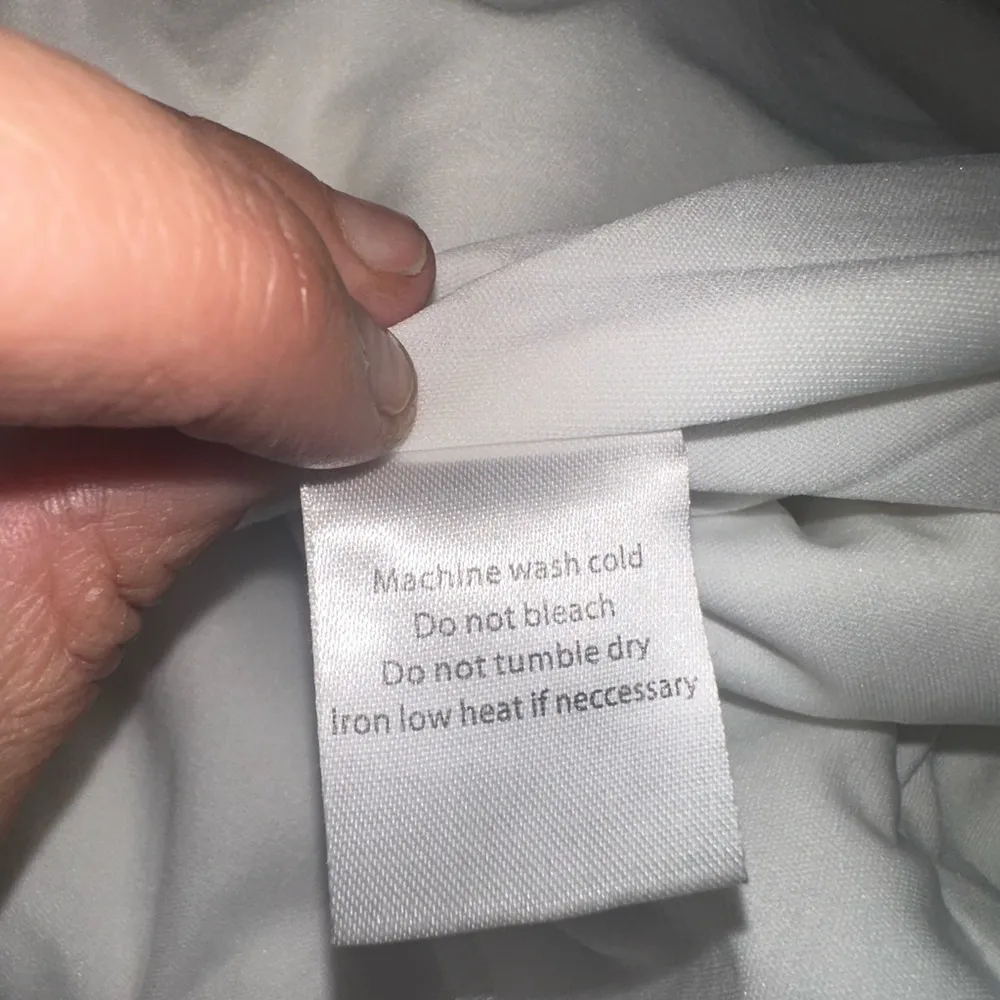 Machine wash cold
Do not bleach
Do not tumble dry
Iron low heat if neccessary